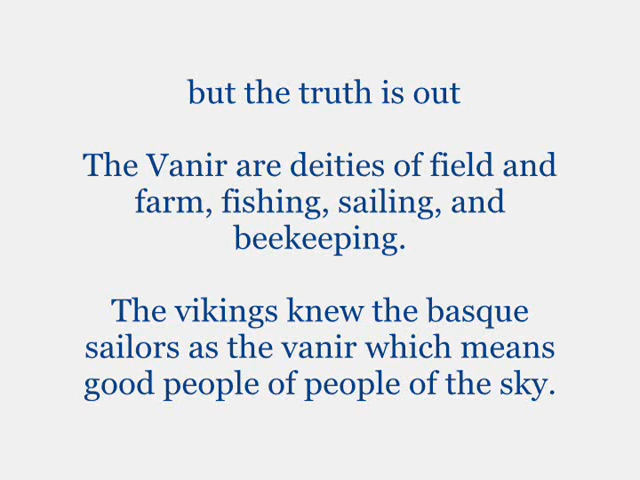 but the truth is out
The Vanir are deities of field and
farm, fishing, sailing, and
beekeeping.
The vikings knew the basque
sailors as the vanir which means
good people of people of the sky.